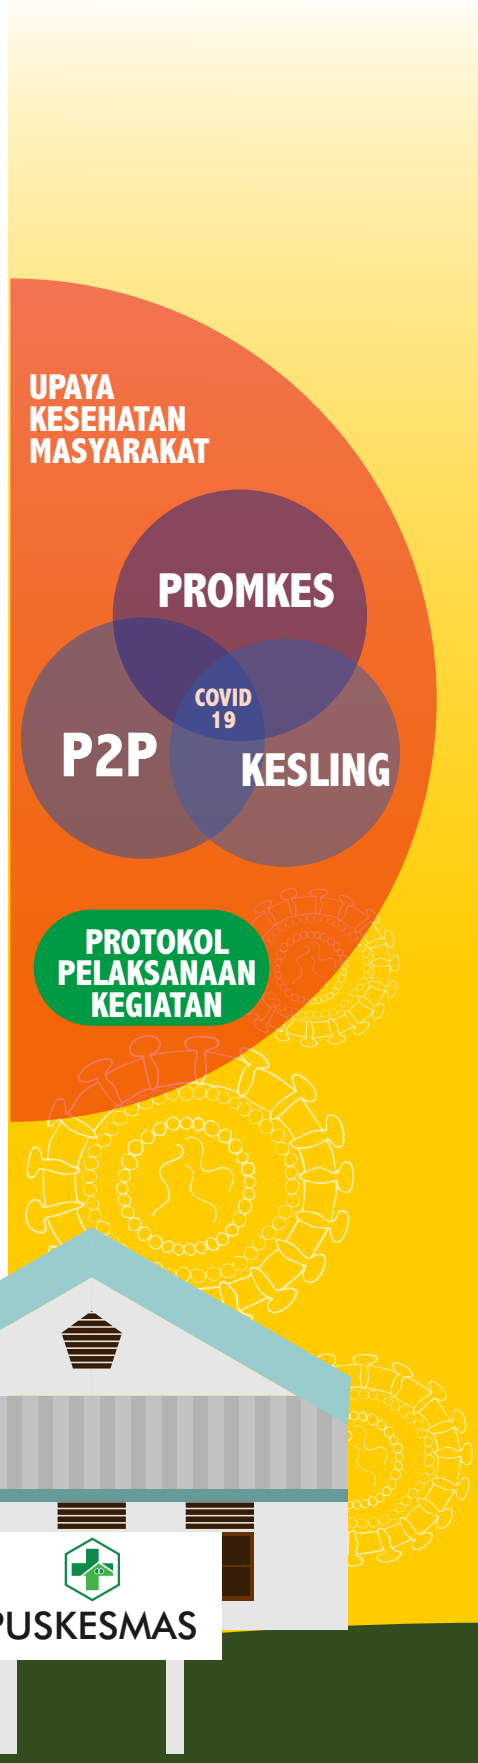 UPAYA
KESEHATAN
MASYARAKAT
PROMKES
COVID
19
P2P
KESLING
PROTOKOL
PELAKSANAAN
KEGIATAN
PUSKESMAS